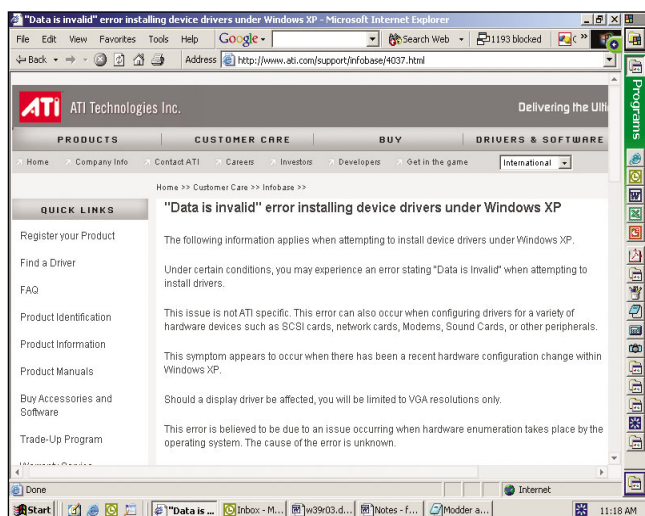 "Data is invalid" error installing device drivers under Windows XP - Microsoft Internet Explorer
File Edit View Favorites Tools Help Google Search Web 1193 blocked »
Back Address http://www.ati.com/support/infobase/4037.html
ATI ATI Technologies Inc. Delivering the Ulti
PRODUCTS CUSTOMER CARE BUY DRIVERS & SOFTWARE
Home Company Info Contact ATI Careers Investors Developers Get in the game International
Home >> Customer Care >> Infobase >>
QUICK LINKS
Register your Product
Find a Driver
FAQ
Product Identification
Product Information
Product Manuals
Buy Accessories and
Software
Trade-Up Program
"Data is invalid" error installing device drivers under Windows XP
The following information applies when attempting to install device drivers under Windows XP.
Under certain conditions, you may experience an error stating "Data is Invalid" when attempting to
install drivers.
This issue is not ATI specific. This error can also occur when configuring drivers for a variety of
hardware devices such as SCSI cards, network cards, Modems, Sound Cards, or other peripherals.
This symptom appears to occur when there has been a recent hardware configuration change within
Windows XP.
Should a display driver be affected, you will be limited to VGA resolutions only.
This error is believed to be due to an issue occurring when hardware enumeration takes place by the
operating system. The cause of the error is unknown.
Programs
Done Internet
Start "Data is ... Inbox - M... w39r03.d... Notes - f... Modder a... 11:18 AM